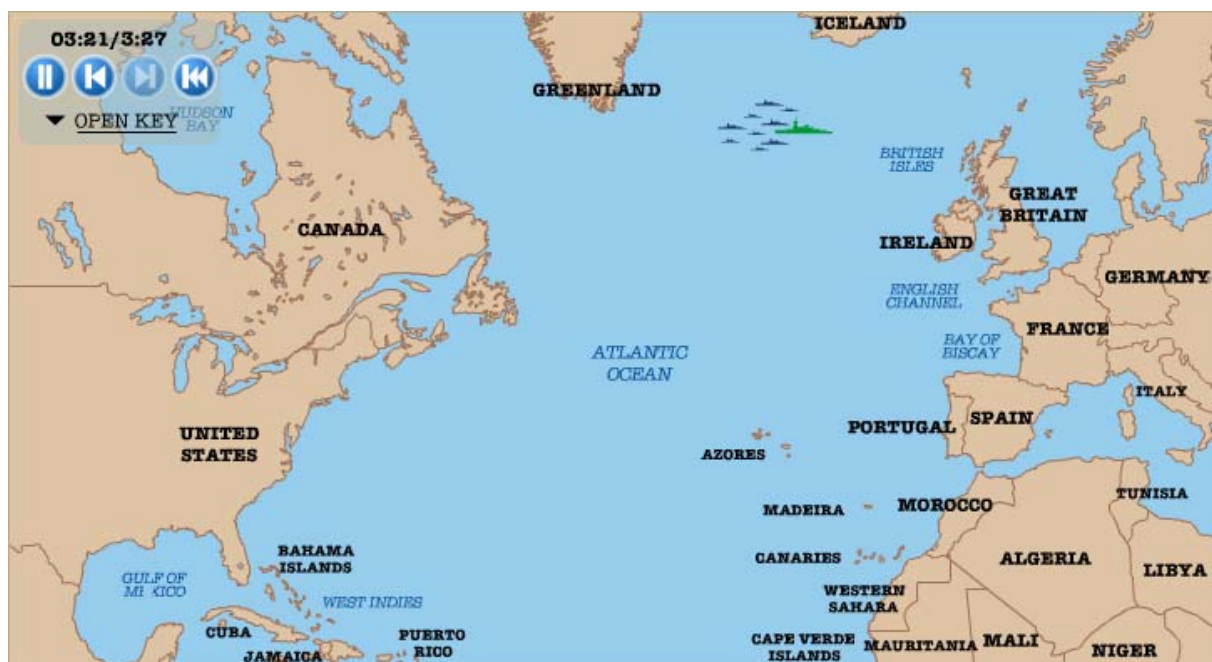 03:21/3:27
OPEN KEY
HUDSON
BAY
ICELAND
GREENLAND
BRITISH
ISLES
GREAT
BRITAIN
CANADA
IRELAND
GERMANY
ENGLISH
CHANNEL
FRANCE
BAY OF
BISCAY
ATLANTIC
OCEAN
ITALY
UNITED
STATES
PORTUGAL
SPAIN
AZORES
TUNISIA
MADEIRA
MOROCCO
BAHAMA
ISLANDS
CANARIES
ALGERIA
LIBYA
GULF OF
MEXICO
WEST INDIES
WESTERN
SAHARA
CUBA
JAMAICA
PUERTO
RICO
CAPE VERDE
ISLANDS
MAURITANIA
MALI
NIGER